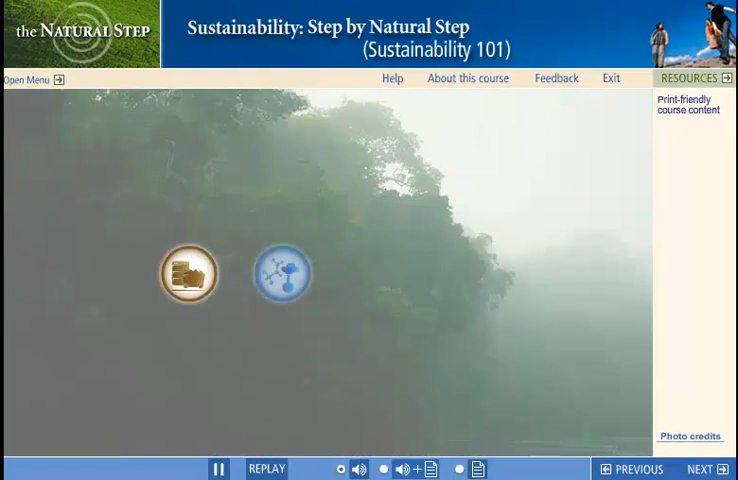 the NATURAL STEP
Sustainability: Step by Natural Step
(Sustainability 101)
Open Menu
Help
About this course
Feedback
Exit
RESOURCES
Print-friendly
course content
Photo credits
REPLAY
+
PREVIOUS
NEXT